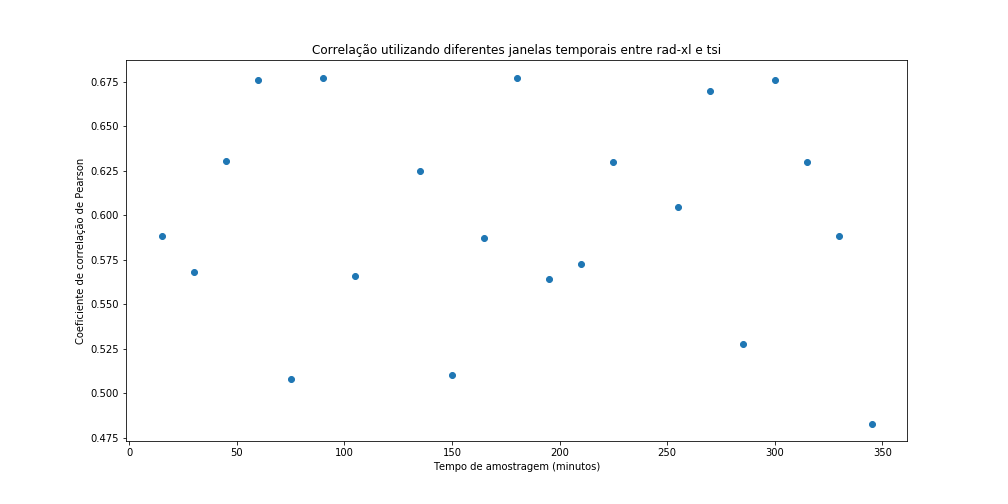 Correlação utilizando diferentes janelas temporais entre rad-xl e tsi
0.675
0.650
0.625
0.600
0.575
0.550
0.525
0.500
0.475
Coeficiente de correlação de Pearson
0 50 100 150 200 250 300 350
Tempo de amostragem (minutos)